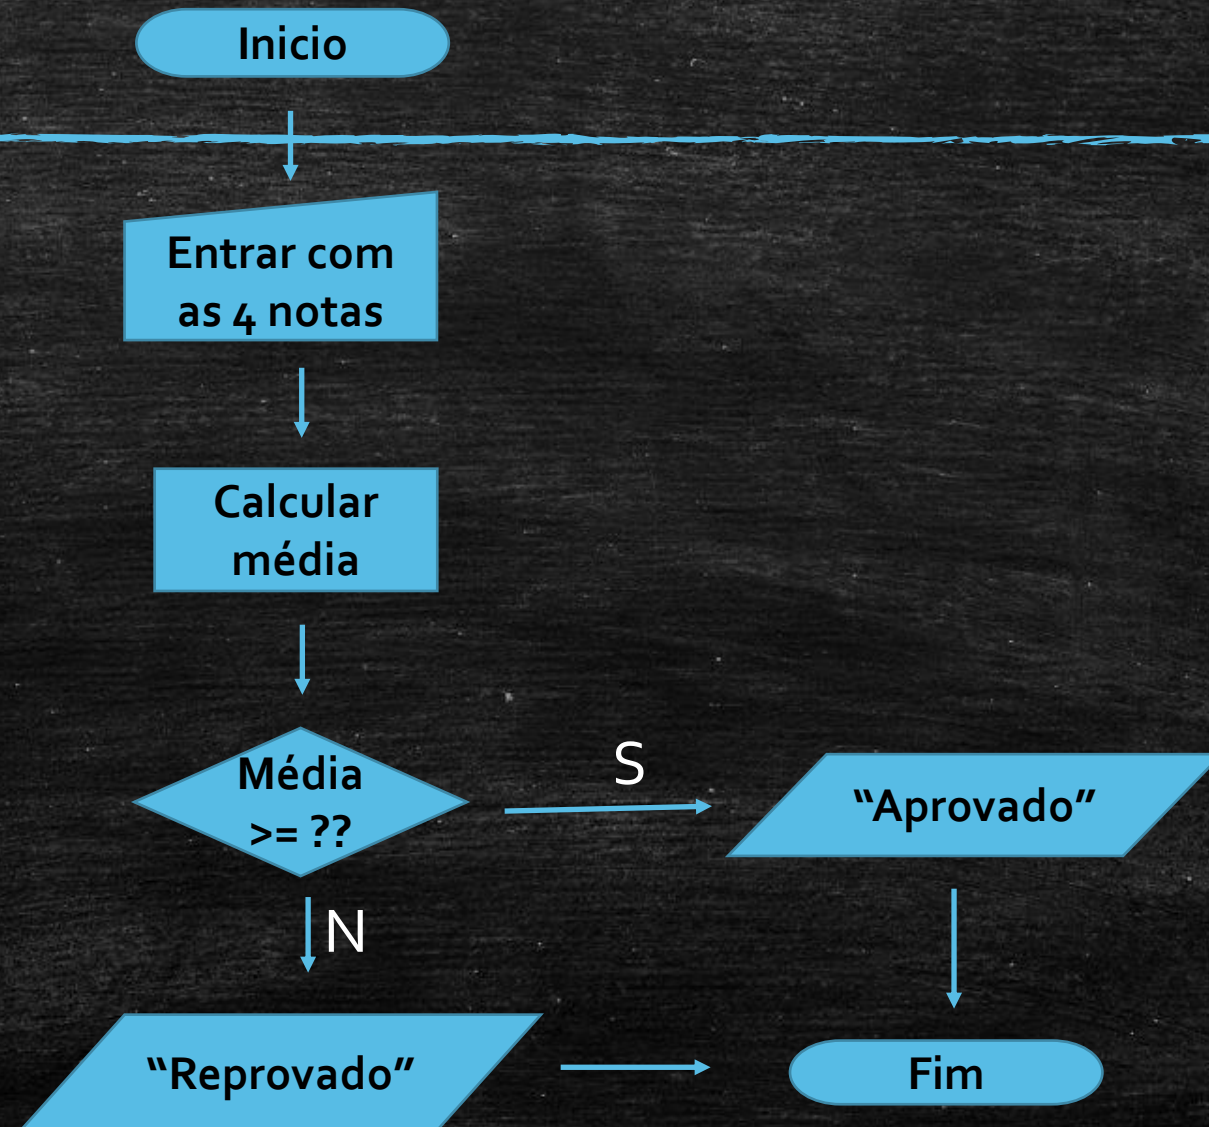 Inicio
Entrar com
as 4 notas
Calcular
média
Média
>= ??
S
“Aprovado”
N
“Reprovado”
Fim